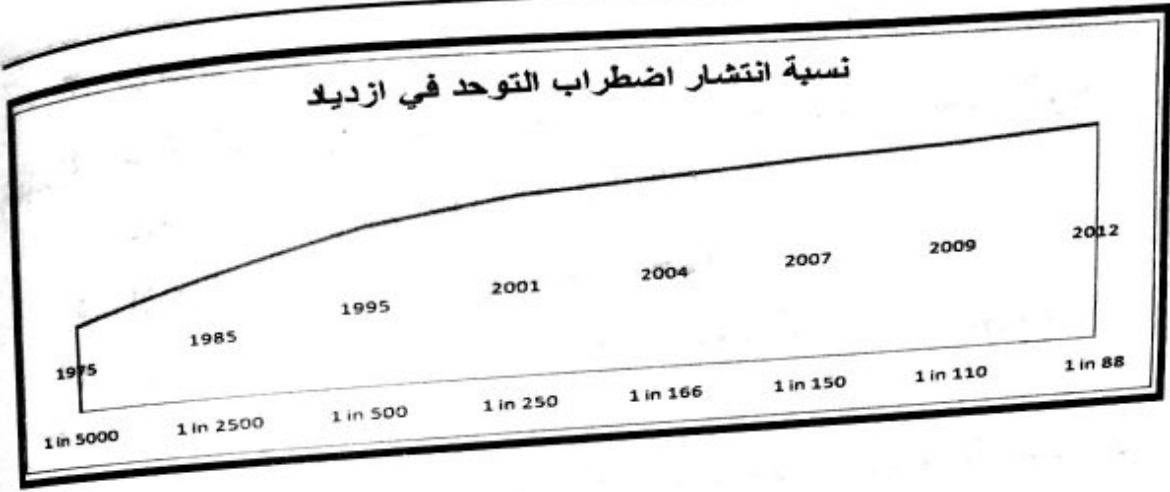 نسبة انتشار اضطراب التوحد في ازدياد
1975 1985 1995 2001 2004 2007 2009 2012
1 in 5000 1 in 2500 1 in 500 1 in 250 1 in 166 1 in 150 1 in 110 1 in 88